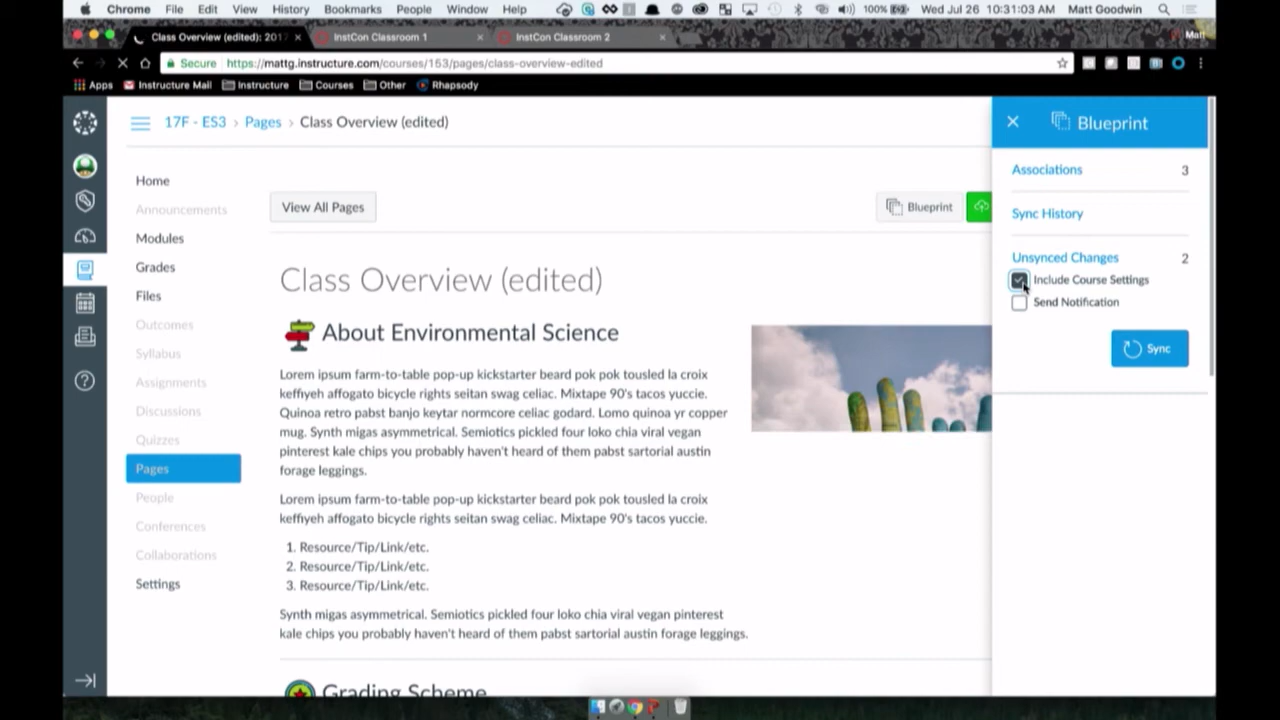 Chrome File Edit View History Bookmarks People Window Help 100% Wed Jul 26 10:31:03 AM Matt Goodwin
Class Overview (edited): 201 InstCon Classroom 1 InstCon Classroom 2 Matt
Secure https://mattg.instructure.com/courses/153/pages/class-overview-edited
Apps Instructure Mail Instructure Courses Other Rhapsody
17F - ES3 › Pages › Class Overview (edited)
Blueprint
Home
Announcements
Modules
Grades
Files
Outcomes
Syllabus
Assignments
Discussions
Quizzes
Pages
People
Conferences
Collaborations
Settings
View All Pages
Blueprint
Class Overview (edited)
About Environmental Science
Lorem ipsum farm-to-table pop-up kickstarter beard pok pok tousled la croix
keffiyeh affogato bicycle rights seitan swag celiac. Mixtape 90's tacos yuccie.
Quinoa retro pabst banjo keytar normcore celiac godard. Lomo quinoa yr copper
mug. Synth migas asymmetrical. Semiotics pickled four loko chia viral vegan
pinterest kale chips you probably haven't heard of them pabst sartorial austin
forage leggings.
Lorem ipsum farm-to-table pop-up kickstarter beard pok pok tousled la croix
keffiyeh affogato bicycle rights seitan swag celiac. Mixtape 90's tacos yuccie.
1. Resource/Tip/Link/etc.
2. Resource/Tip/Link/etc.
3. Resource/Tip/Link/etc.
Synth migas asymmetrical. Semiotics pickled four loko chia viral vegan pinterest
kale chips you probably haven't heard of them pabst sartorial austin forage leggings.
Grading Scheme
Associations 3
Sync History
Unsynced Changes 2
Include Course Settings
Send Notification
Sync